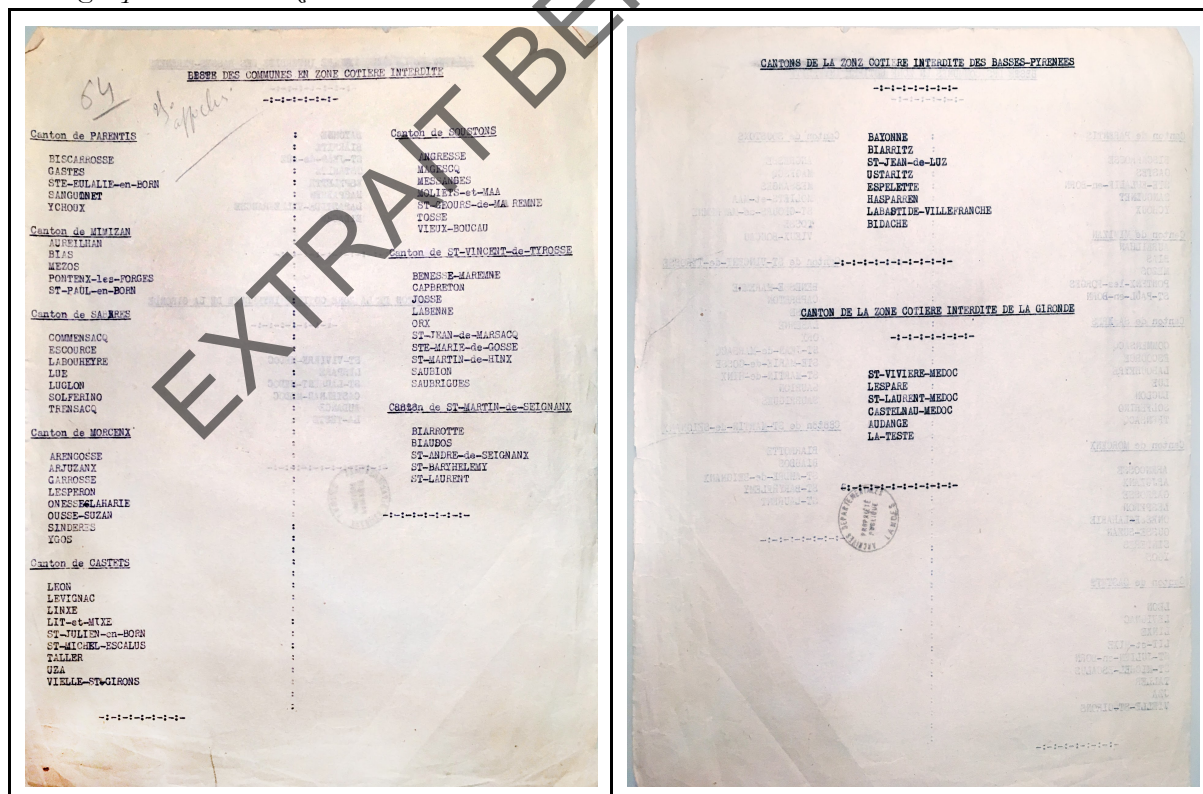 LISTE DES COMMUNES EN ZONE COTIERE INTERDITE
-:-:-:-:-:-:-
64
Canton de PARENTIS
BISCARROSSE
GASTES
STE-EULALIE-en-BORN
SANGUINET
YCHOUX
Canton de MIMIZAN
AUREILHAN
BIAS
MEZOS
PONTENX-les-FORGES
ST-PAUL-en-BORN
Canton de SABRES
COMMENSACQ
ESCOURCE
LABOUHEYRE
LUE
LUGLON
SOLFERINO
TRENSACQ
Canton de MORCENX
ARENGOSSE
ARJUZANX
GARROSSE
LESPERON
ONESSE&LAHARIE
OUSSE-SUZAN
SINDERES
YGOS
Canton de CASTETS
LEON
LEVIGNAC
LINXE
LIT-et-MIXE
ST-JULIEN-en-BORN
ST-MICHEL-ESCALUS
TALLER
UZA
VIELLE-ST-GIRONS
-:-:-:-:-:-:-:-
Canton de SOUSTONS
ANGRESSE
MAGESCQ
MESSANGES
MOLIETS-et-MAA
ST-GEOURS-de-MAREMNE
TOSSE
VIEUX-BOUCAU
Canton de ST-VINCENT-de-TYROSSE
BENESSE-MAREMNE
CAPBRETON
JOSSE
LABENNE
ORX
ST-JEAN-de-MARSACQ
STE-MARIE-de-GOSSE
ST-MARTIN-de-HINX
SAUBION
SAUBRIGUES
Canton de ST-MARTIN-de-SEIGNANX
BIARROTTE
BIAUDOS
ST-ANDRE-de-SEIGNANX
ST-BARYHELEMY
ST-LAURENT
-:-:-:-:-:-:-:-
CANTONS DE LA ZONZ COTIERE INTERDITE DES BASSES-PYRENEES
-:-:-:-:-:-:-:-
BAYONNE
BIARRITZ
ST-JEAN-de-LUZ
USTARITZ
ESPELETTE
HASPARREN
LABASTIDE-VILLEFRANCHE
BIDACHE
-:-:-:-:-:-:-:-:-:-
CANTON DE LA ZONE COTIERE INTERDITE DE LA GIRONDE
-:-:-:-:-:-:-:-
ST-VIVIERE-MEDOC
LESPARE
ST-LAURENT-MEDOC
CASTELNAU-MEDOC
AUDANGE
LA-TESTE
-:-:-:-:-:-:-:-:-:-
ARCHIVES DEPARTEMENTALES LANDES
PROPRIÉTÉ
PUBLIQUE
EXTRAIT